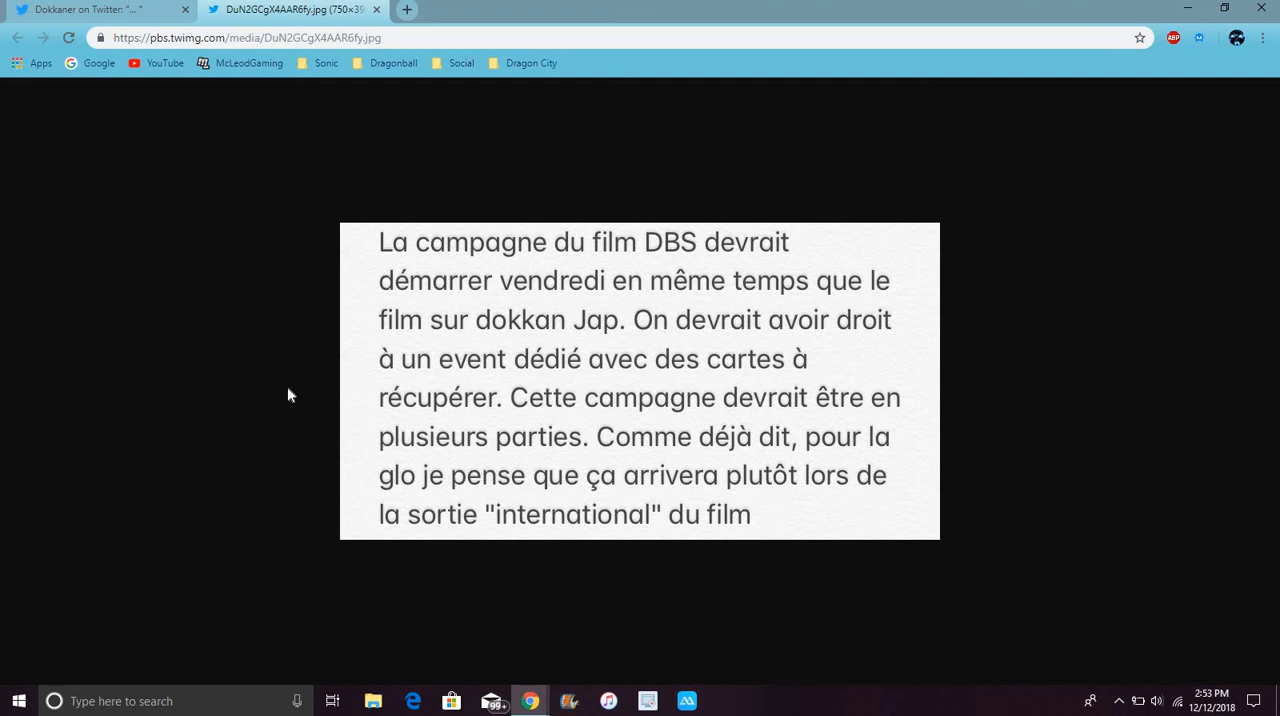 Dokkaner on Twitter: "..."
DuN2GCgX4AAR6fy.jpg (750×39
https://pbs.twimg.com/media/DuN2GCgX4AAR6fy.jpg
ABP
Apps Google YouTube McLeodGaming Sonic Dragonball Social Dragon City
La campagne du film DBS devrait
démarrer vendredi en même temps que le
film sur dokkan Jap. On devrait avoir droit
à un event dédié avec des cartes à
récupérer. Cette campagne devrait être en
plusieurs parties. Comme déjà dit, pour la
glo je pense que ça arrivera plutôt lors de
la sortie "international" du film
Type here to search
99+
2:53 PM
12/12/2018